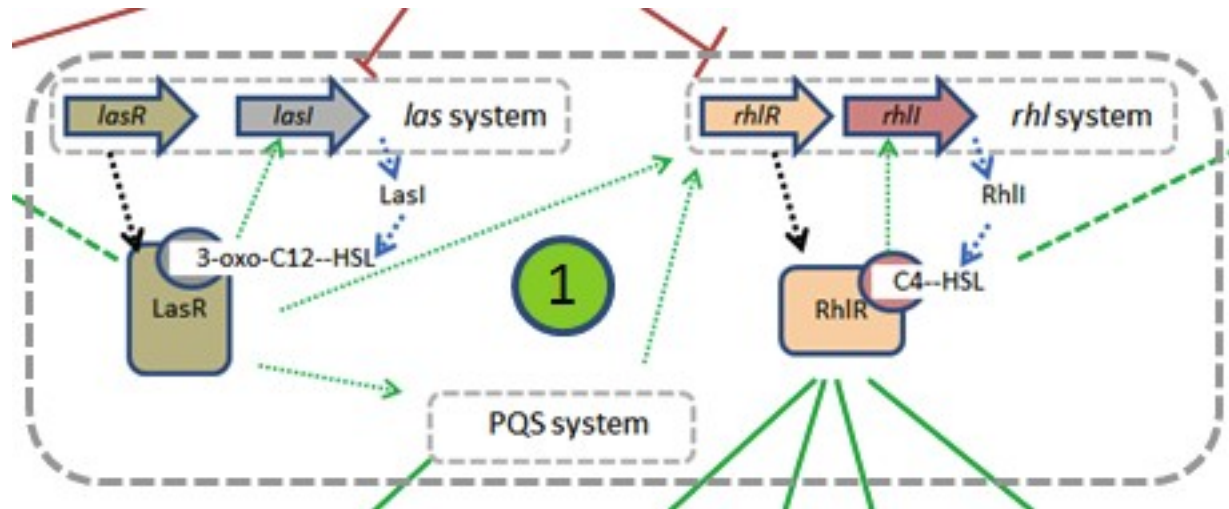 lasR
lasI
las system
rhlR
rhlI
rhl system
LasI
RhlI
3-oxo-C12--HSL
C4--HSL
LasR
1
RhlR
PQS system